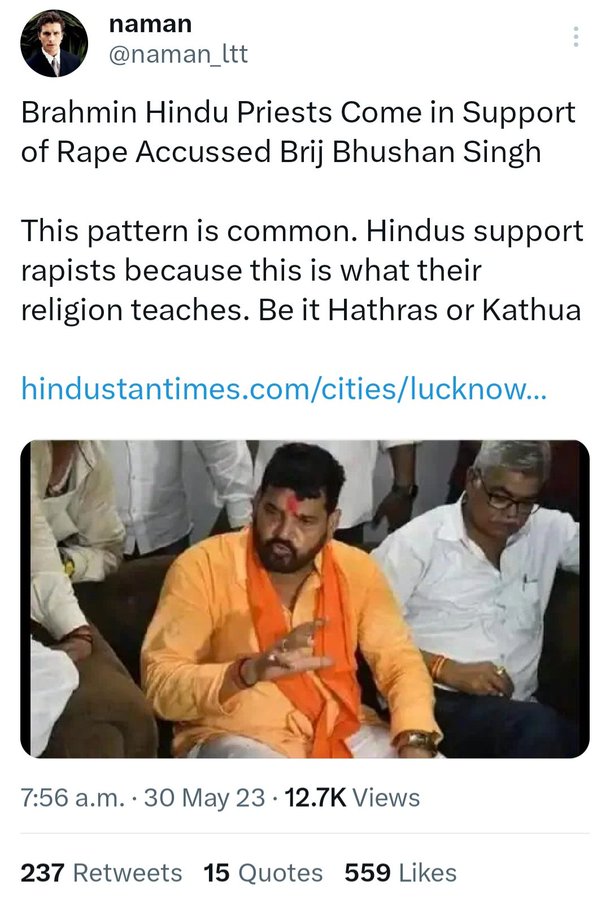 naman
@naman_ltt
Brahmin Hindu Priests Come in Support
of Rape Accussed Brij Bhushan Singh
This pattern is common. Hindus support
rapists because this is what their
religion teaches. Be it Hathras or Kathua
hindustantimes.com/cities/lucknow...
7:56 a.m. · 30 May 23 · 12.7K Views
237 Retweets 15 Quotes 559 Likes